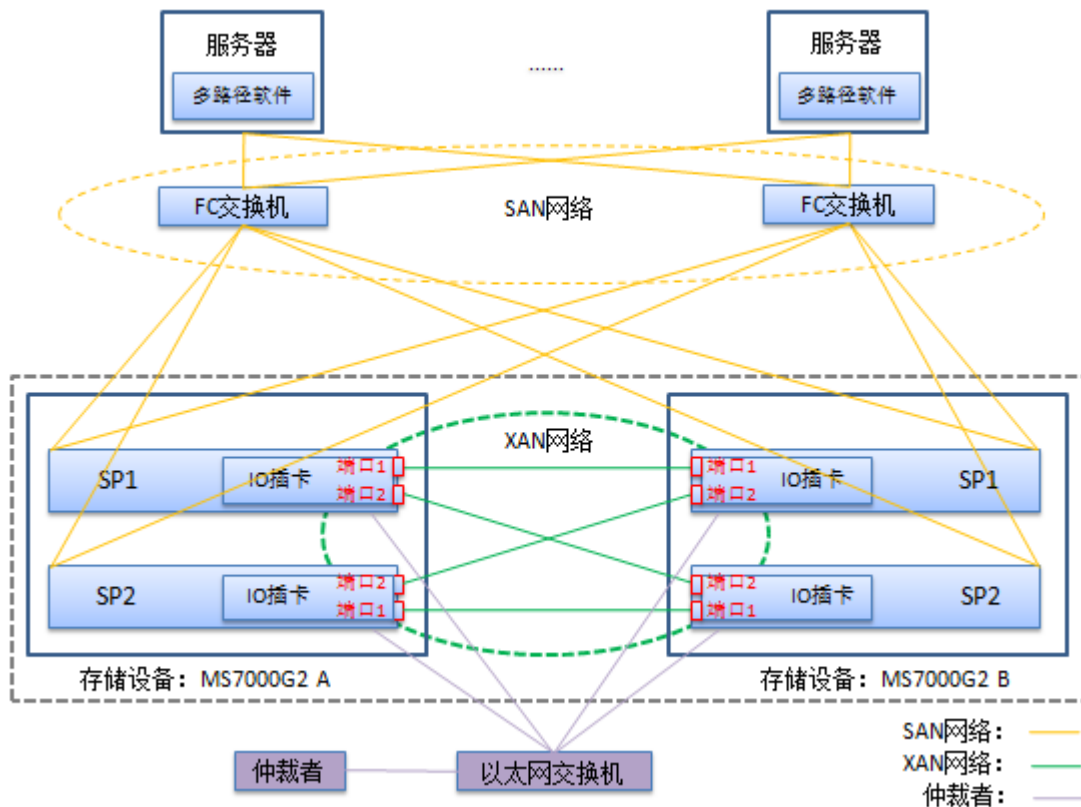 服务器
多路径软件
......
服务器
多路径软件
FC交换机
SAN网络
FC交换机
XAN网络
SP1
IO插卡
端口1
端口2
端口1
端口2
IO插卡
SP1
SP2
IO插卡
端口2
端口1
端口2
端口1
IO插卡
SP2
存储设备：MS7000G2 A
存储设备：MS7000G2 B
仲裁者
以太网交换机
SAN网络：
XAN网络：
仲裁者：